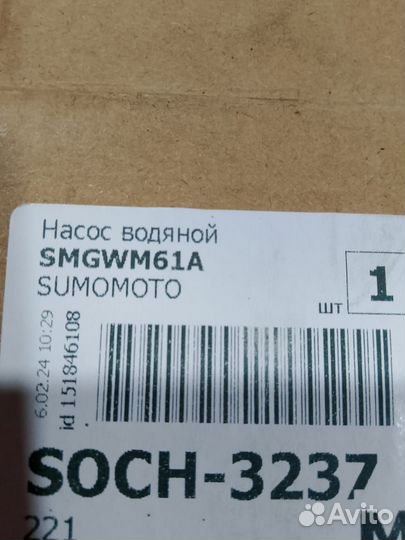 Насос водяной
SMGWM61A
SUMOMOTO
шт
1
6.02.24 10:29
id 151846108
SOCH-3237
221
M
Avito